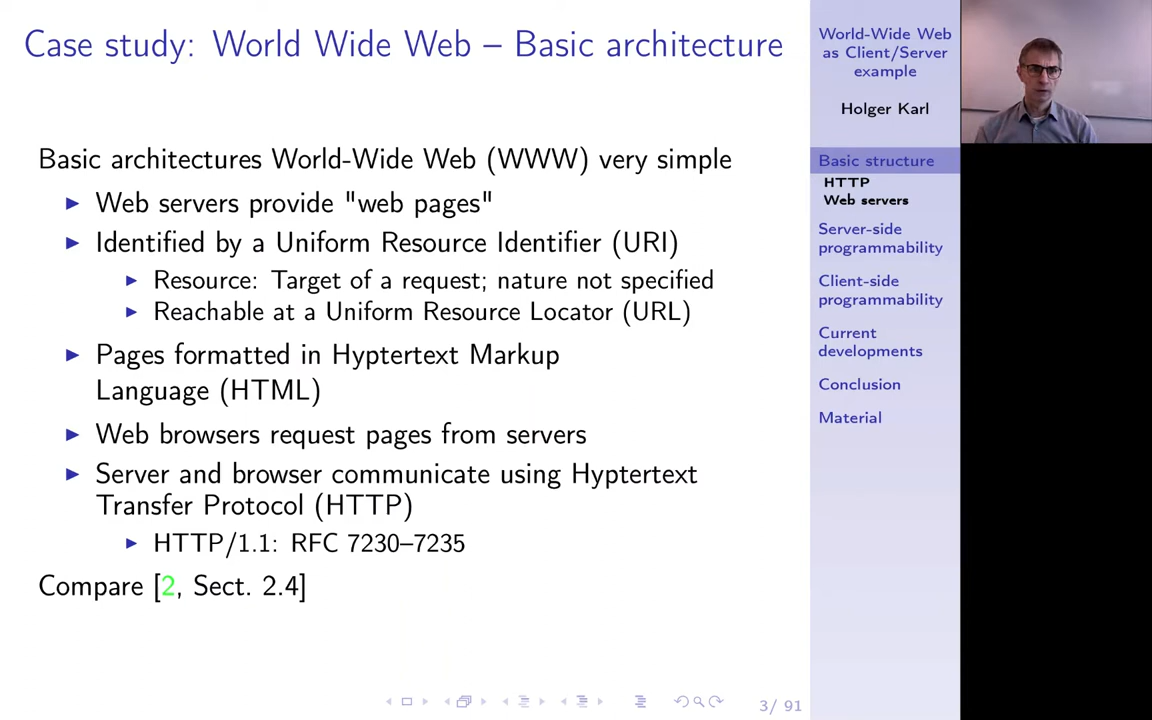 Case study: World Wide Web – Basic architecture
Basic architectures World-Wide Web (WWW) very simple
Web servers provide "web pages"
Identified by a Uniform Resource Identifier (URI)
Resource: Target of a request; nature not specified
Reachable at a Uniform Resource Locator (URL)
Pages formatted in Hyptertext Markup
Language (HTML)
Web browsers request pages from servers
Server and browser communicate using Hyptertext
Transfer Protocol (HTTP)
HTTP/1.1: RFC 7230–7235
Compare [2, Sect. 2.4]
World-Wide Web
as Client/Server
example
Holger Karl
Basic structure
HTTP
Web servers
Server-side
programmability
Client-side
programmability
Current
developments
Conclusion
Material
3/ 91